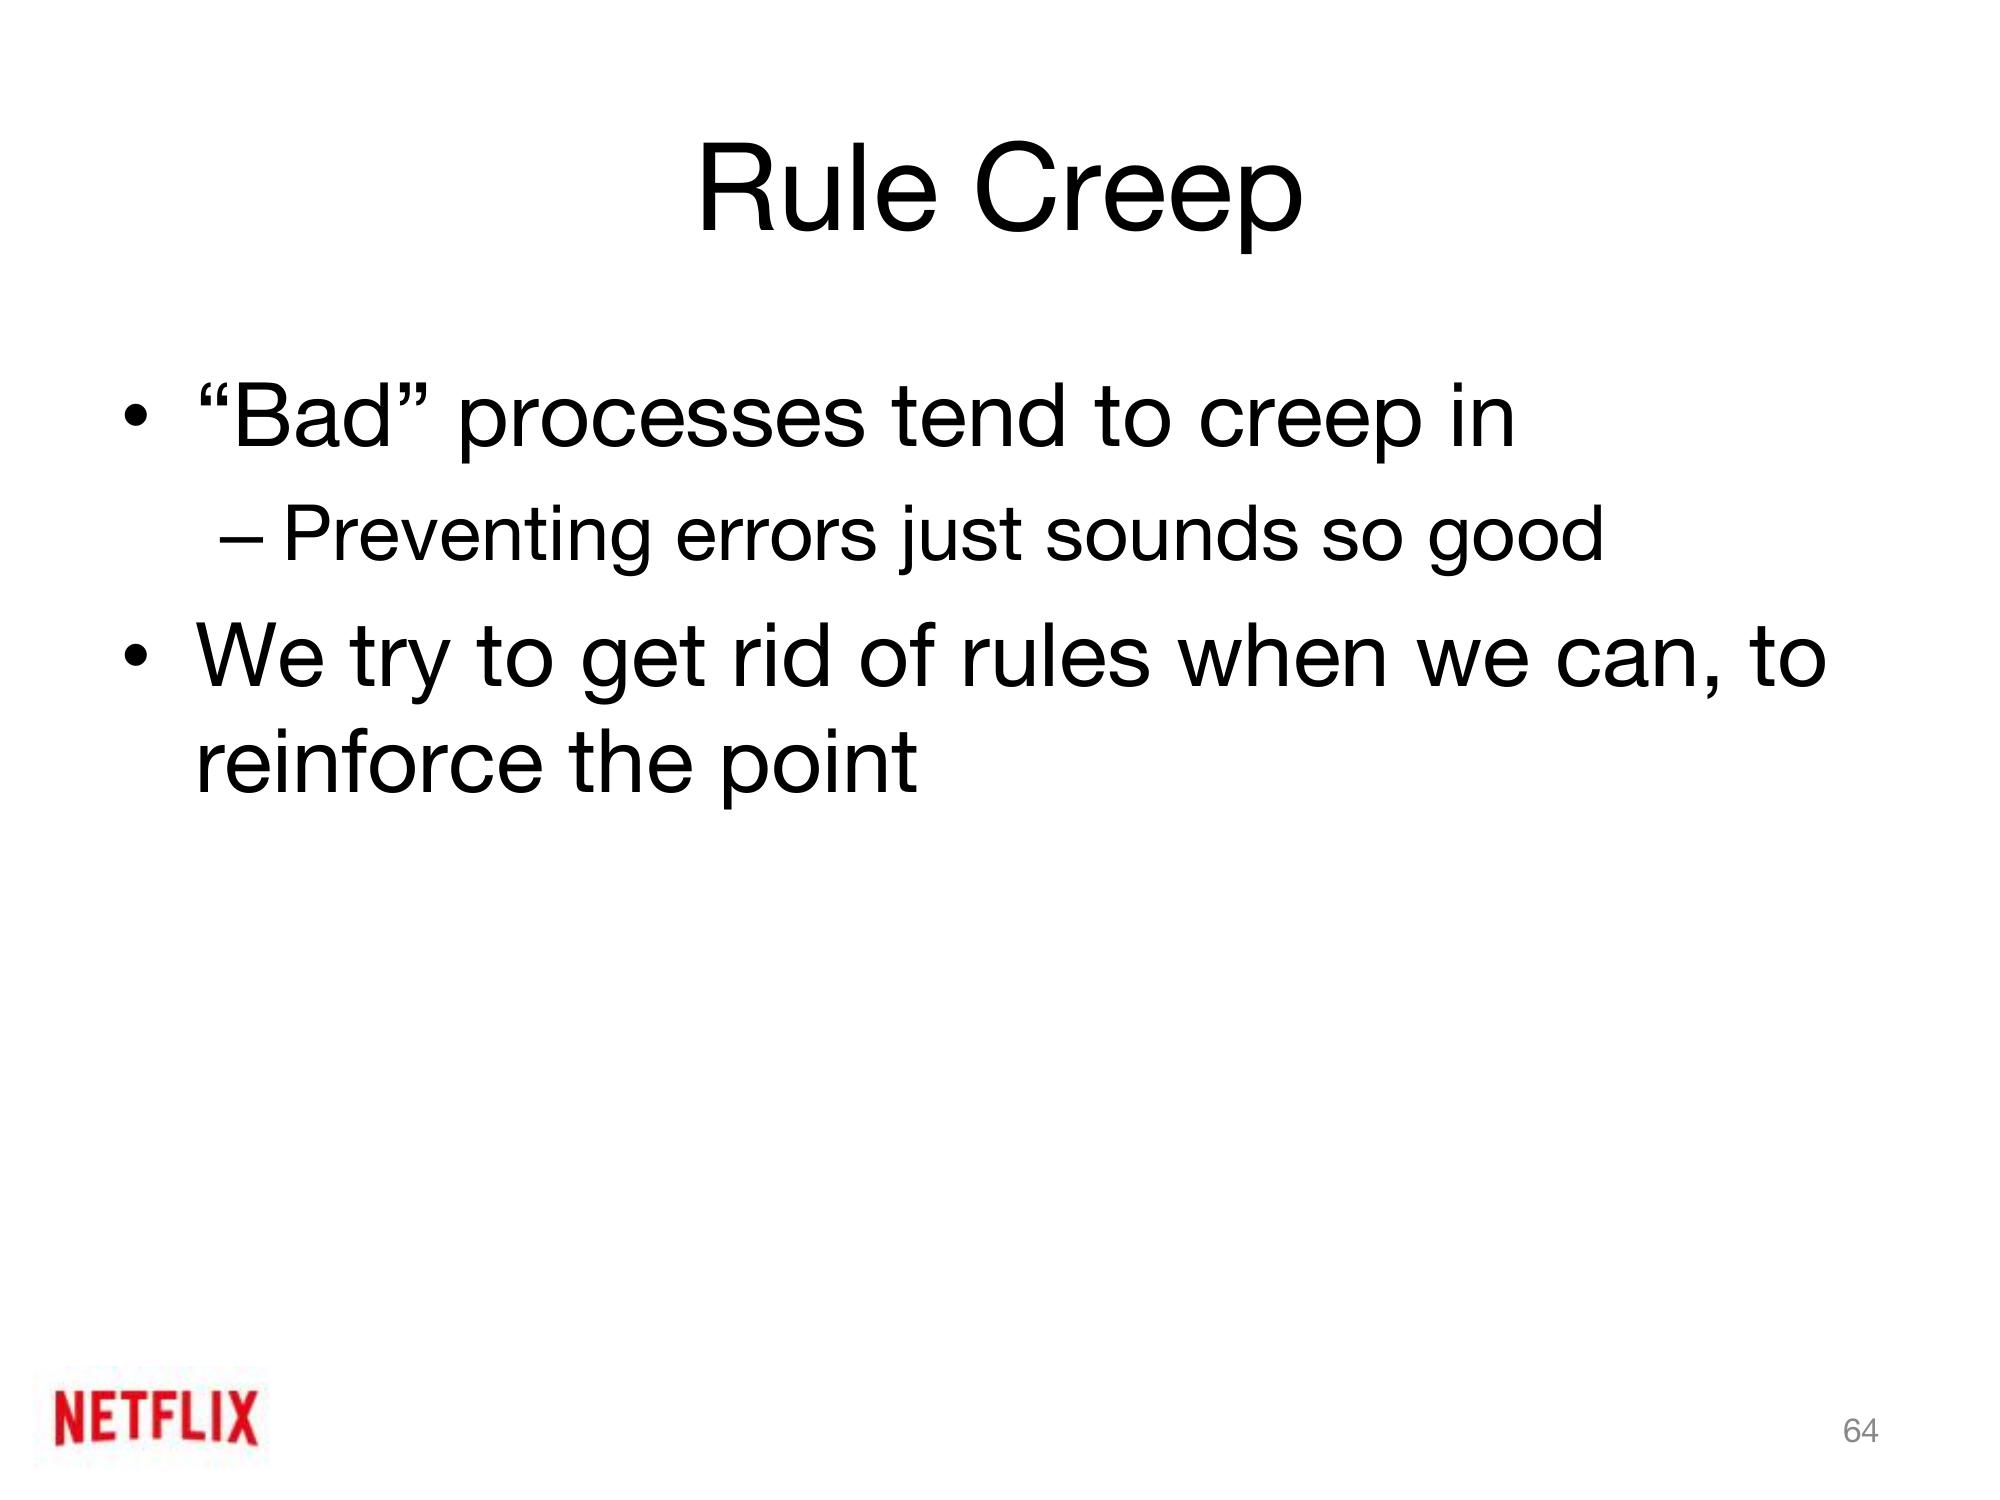 Rule Creep
• “Bad” processes tend to creep in
– Preventing errors just sounds so good
• We try to get rid of rules when we can, to
reinforce the point
NETFLIX
64